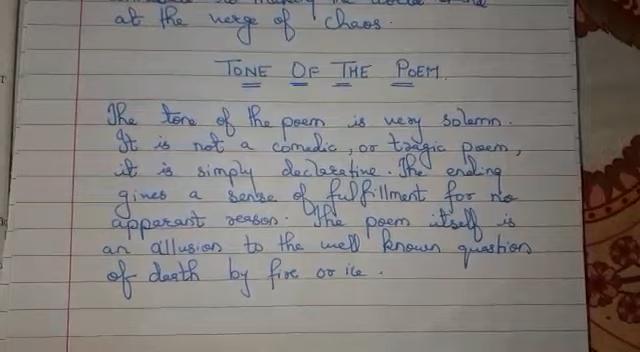 at the verge of chaos.
TONE OF THE POEM.
The tone of the poem is very solemn.
It is not a comedic, or tragic poem,
it is simply declarative. The ending
gives a sense of fulfillment for no
apparant reason. The poem itself is
an allusion to the well known question
of death by fire or ice.